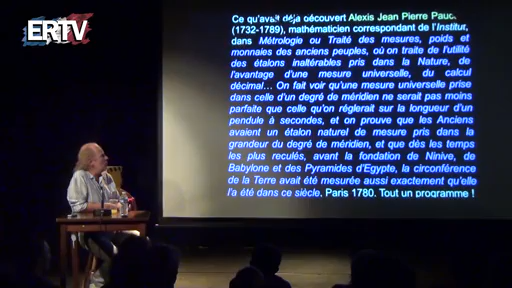 ERTV
Ce qu'avait déjà découvert Alexis Jean Pierre Pauc
(1732-1789), mathématicien correspondant de l'Institut,
dans Métrologie ou Traité des mesures, poids et
monnaies des anciens peuples, où on traite de l'utilité
des étalons inaltérables pris dans la Nature, de
l'avantage d'une mesure universelle, du calcul
décimal... On fait voir qu'une mesure universelle prise
dans celle d'un degré de méridien ne serait pas moins
parfaite que celle qu'on règlerait sur la longueur d'un
pendule à secondes, et on prouve que les Anciens
avaient un étalon naturel de mesure pris dans la
grandeur du degré de méridien, et que dès les temps
les plus reculés, avant la fondation de Ninive, de
Babylone et des Pyramides d'Egypte, la circonférence
de la Terre avait été mesurée aussi exactement qu'elle
l'a été dans ce siècle, Paris 1780. Tout un programme !